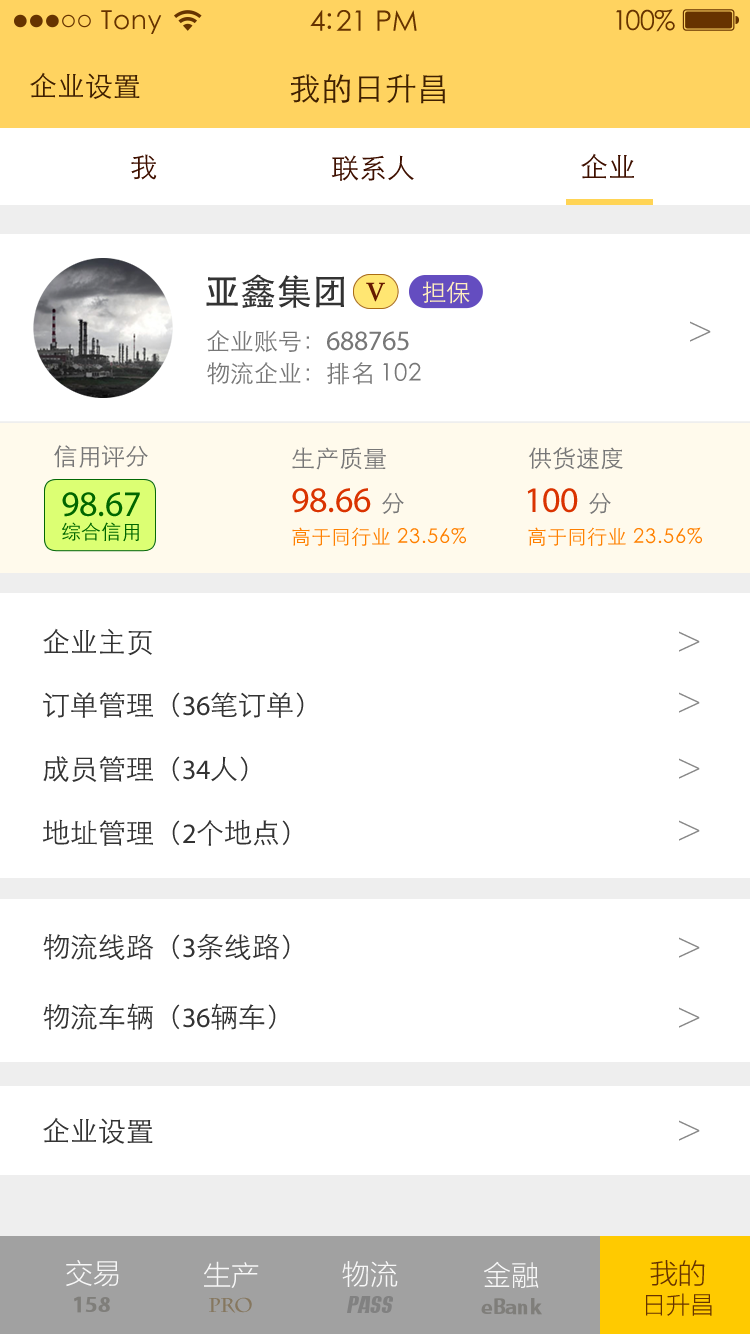 Tony 4:21 PM 100%
企业设置 我的日升昌
我 联系人 企业
亚鑫集团 V 担保
企业账号：688765
物流企业：排名102
>
信用评分 生产质量 供货速度
98.67 98.66 分 100 分
综合信用 高于同行业 23.56% 高于同行业 23.56%
企业主页 >
订单管理（36笔订单） >
成员管理（34人） >
地址管理（2个地点） >
物流线路（3条线路） >
物流车辆（36辆车） >
企业设置 >
交易 生产 物流 金融 我的
158 PRO PASS eBank 日升昌